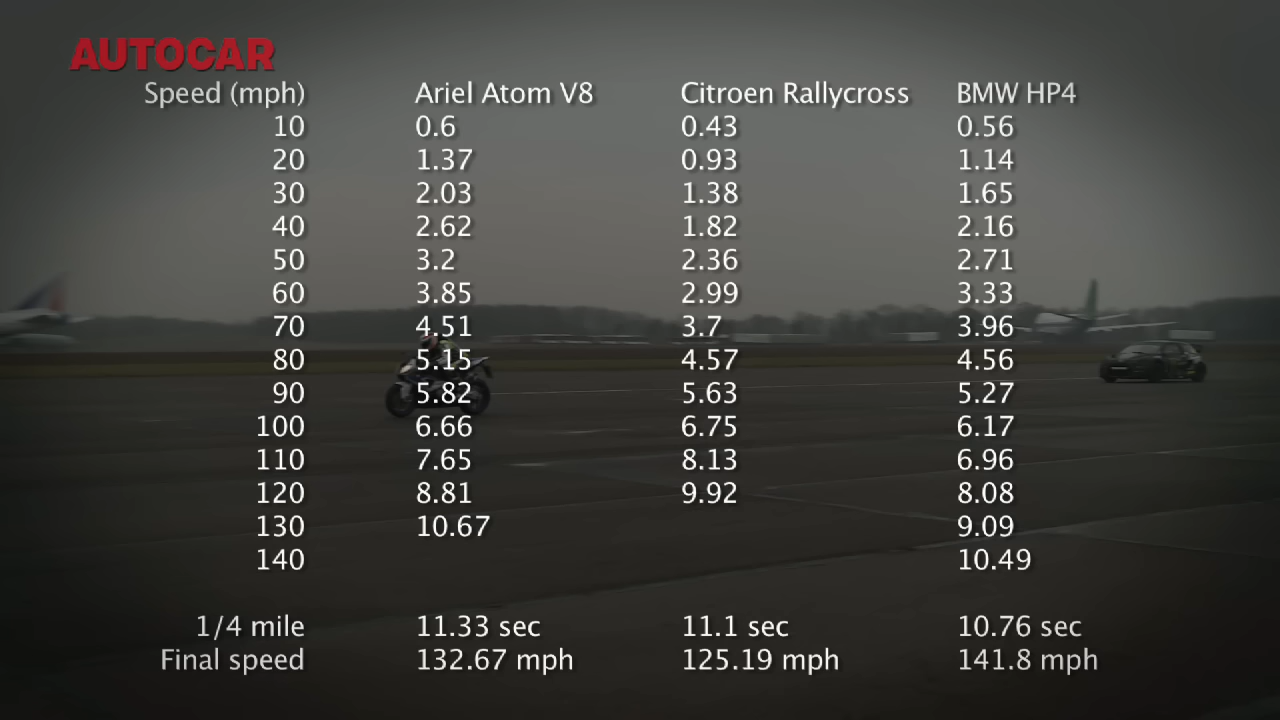 AUTOCAR
Speed (mph) Ariel Atom V8 Citroen Rallycross BMW HP4
10 0.6 0.43 0.56
20 1.37 0.93 1.14
30 2.03 1.38 1.65
40 2.62 1.82 2.16
50 3.2 2.36 2.71
60 3.85 2.99 3.33
70 4.51 3.7 3.96
80 5.15 4.57 4.56
90 5.82 5.63 5.27
100 6.66 6.75 6.17
110 7.65 8.13 6.96
120 8.81 9.92 8.08
130 10.67 9.09
140 10.49
1/4 mile 11.33 sec 11.1 sec 10.76 sec
Final speed 132.67 mph 125.19 mph 141.8 mph